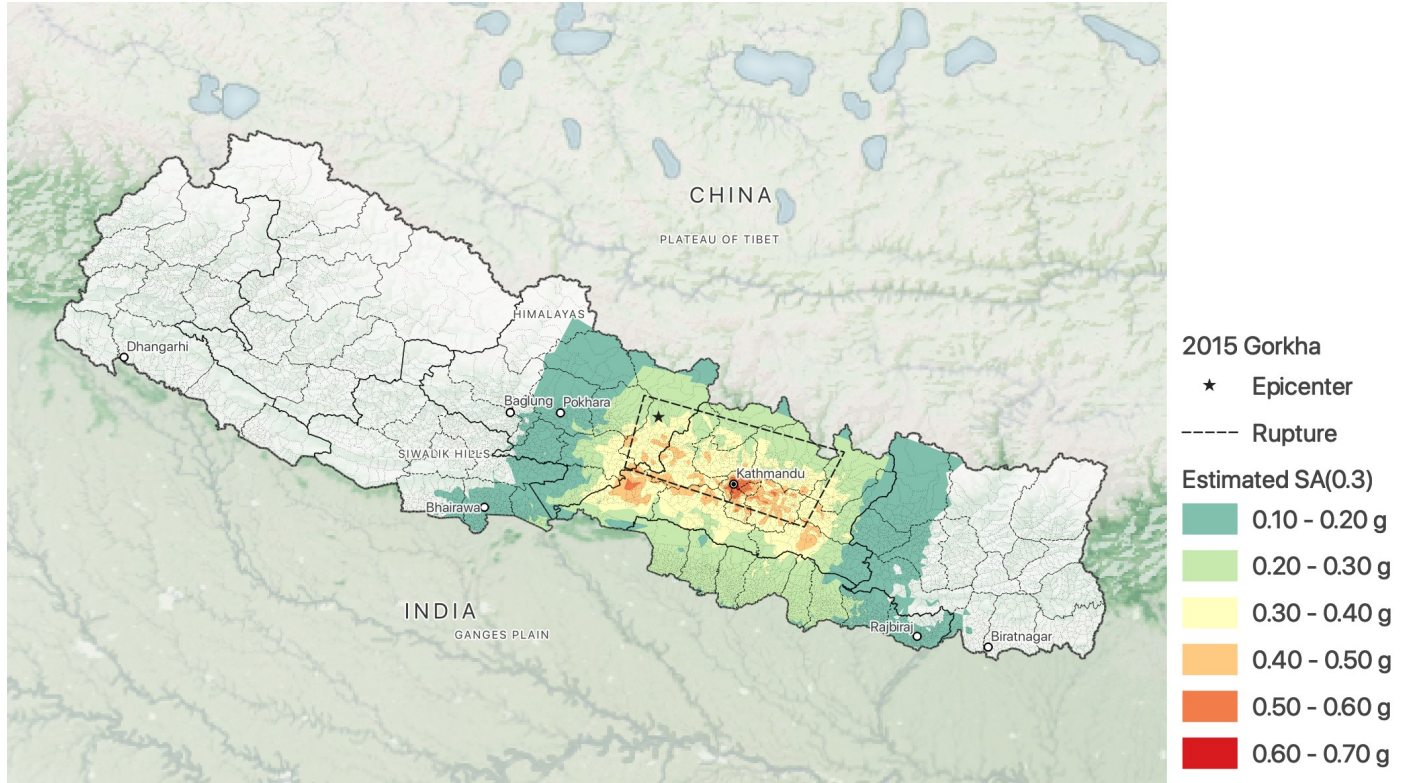 CHINA
PLATEAU OF TIBET
HIMALAYAS
Dhangarhi
Baglung
Pokhara
SIWALIK HILLS
Kathmandu
Bhairawa
INDIA
GANGES PLAIN
Rajbiraj
Biratnagar
2015 Gorkha
Epicenter
Rupture
Estimated SA(0.3)
0.10 - 0.20 g
0.20 - 0.30 g
0.30 - 0.40 g
0.40 - 0.50 g
0.50 - 0.60 g
0.60 - 0.70 g